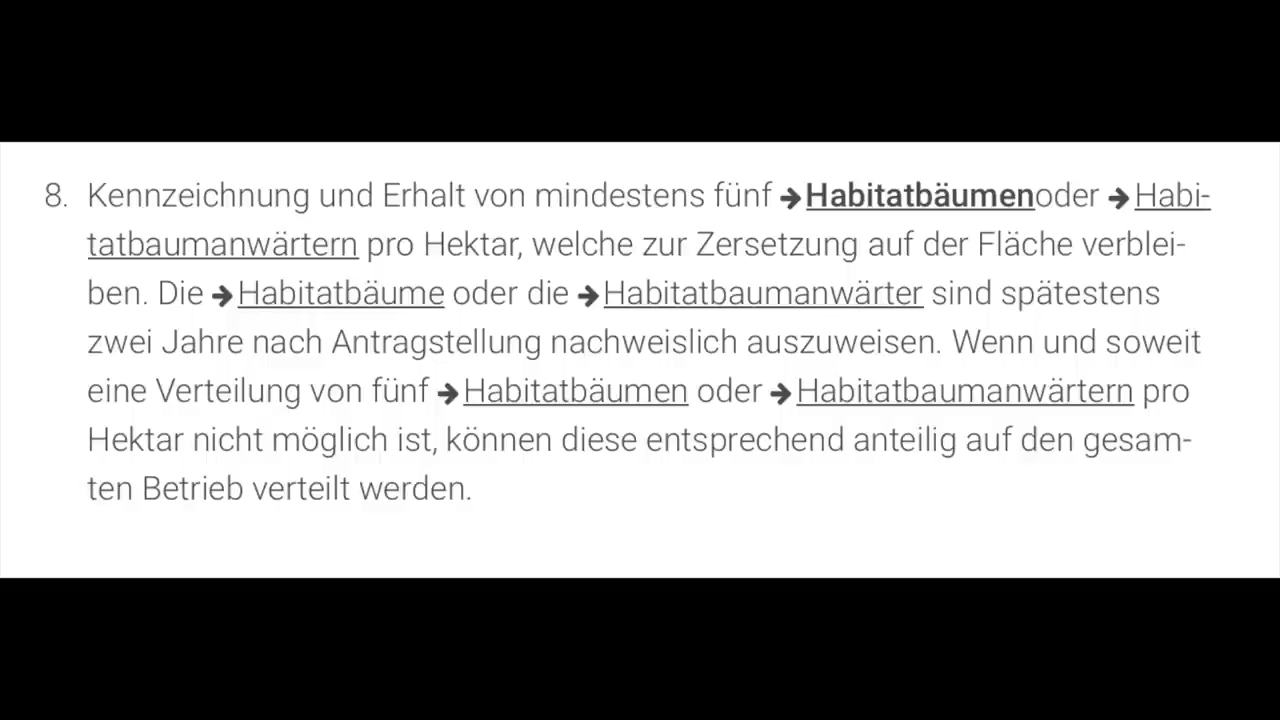 8. Kennzeichnung und Erhalt von mindestens fünf ➔Habitatbäumenoder ➔Habi-
tatbaumanwärtern pro Hektar, welche zur Zersetzung auf der Fläche verblei-
ben. Die ➔Habitatbäume oder die ➔Habitatbaumanwärter sind spätestens
zwei Jahre nach Antragstellung nachweislich auszuweisen. Wenn und soweit
eine Verteilung von fünf ➔Habitatbäumen oder ➔Habitatbaumanwärtern pro
Hektar nicht möglich ist, können diese entsprechend anteilig auf den gesam-
ten Betrieb verteilt werden.